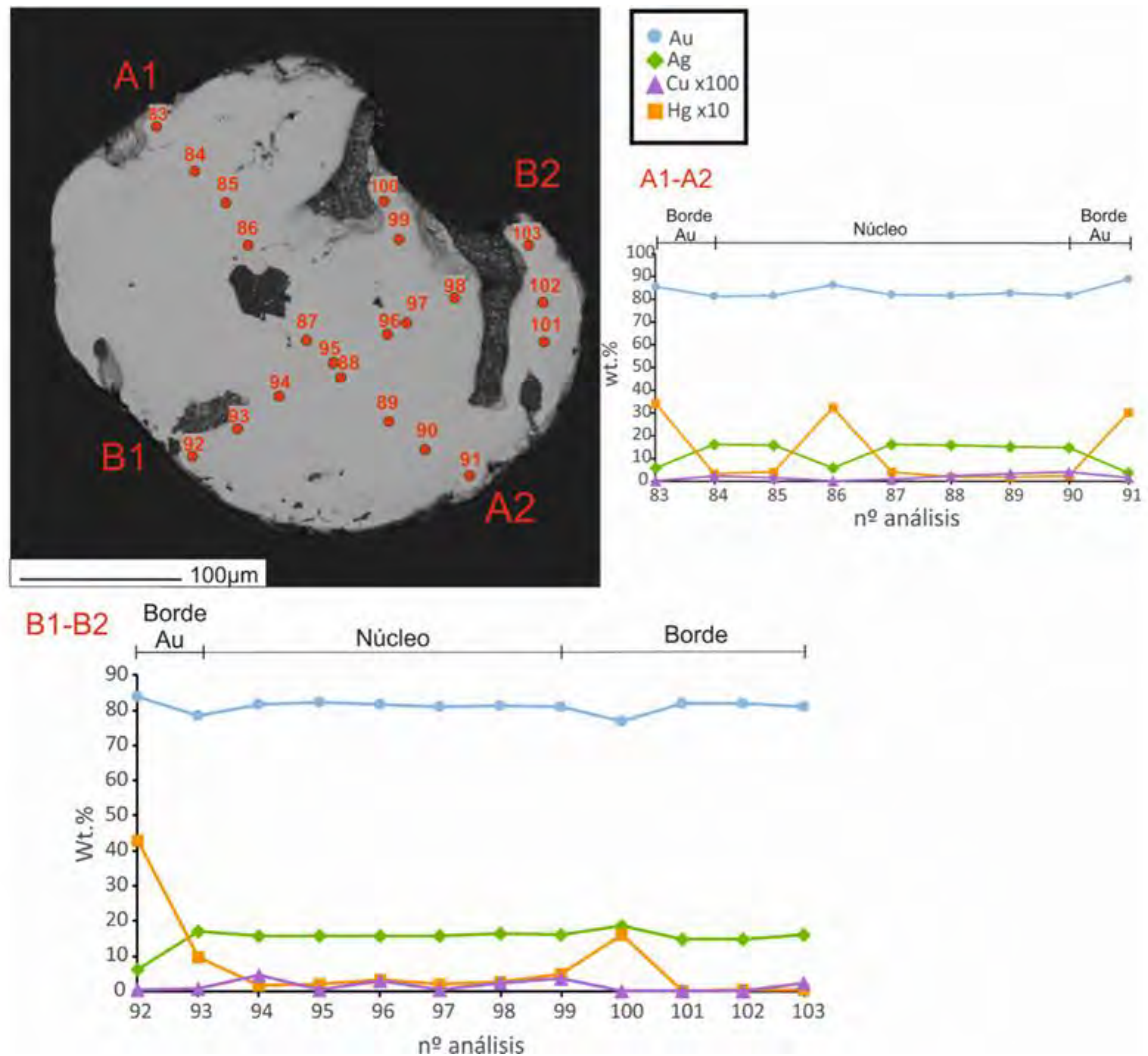 A1
83
84
85
86
100
99
B2
103
98
102
97
96
101
87
95
88
94
89
93
90
92
B1
91
A2
100µm
Au
Ag
Cu x100
Hg x10
A1-A2
Borde
Au
Núcleo
Borde
Au
100
90
80
70
60
50
40
30
20
10
0
wt.%
83 84 85 86 87 88 89 90 91
nº análisis
B1-B2
Borde
Au
Núcleo
Borde
90
80
70
60
50
40
30
20
10
0
Wt.%
92 93 94 95 96 97 98 99 100 101 102 103
nº análisis